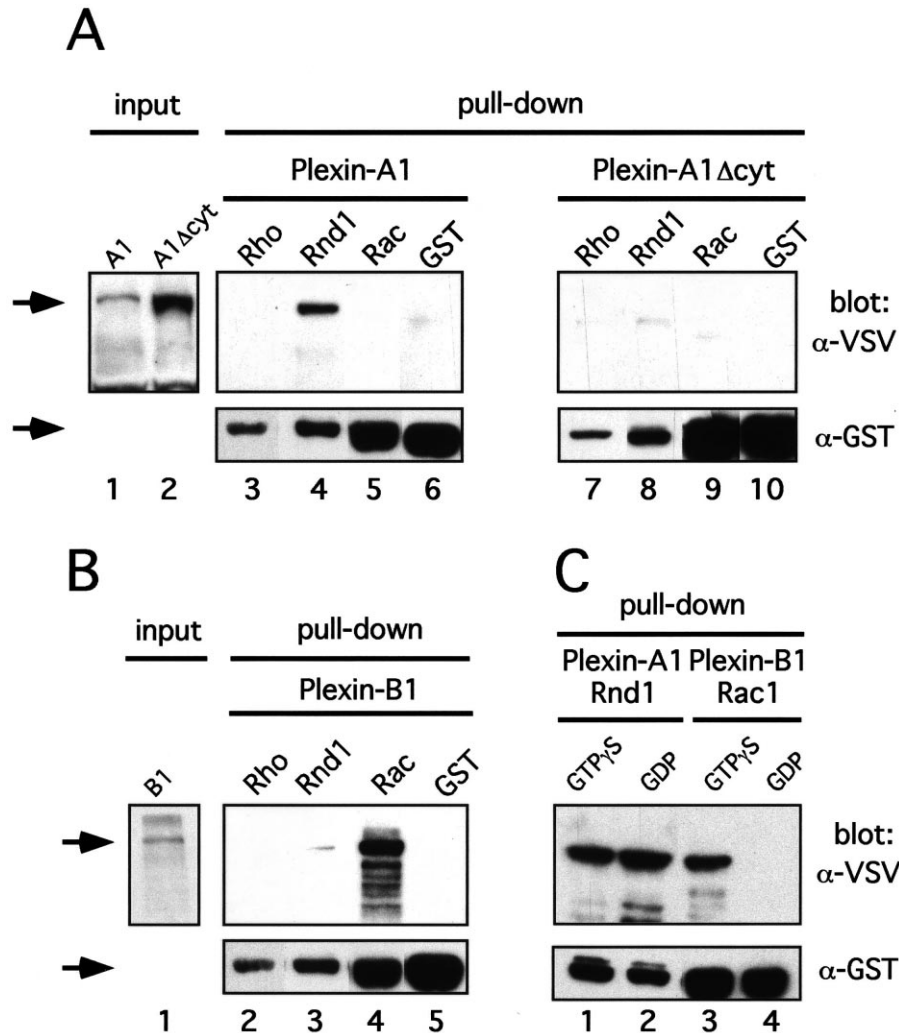 A
input pull-down
Plexin-A1 Plexin-A1Δcyt
A1 A1Δcyt Rho Rnd1 Rac GST Rho Rnd1 Rac GST
blot:
α-VSV
α-GST
1 2 3 4 5 6 7 8 9 10
B
input pull-down
Plexin-B1
B1 Rho Rnd1 Rac GST
1 2 3 4 5
C
pull-down
Plexin-A1 Plexin-B1
Rnd1 Rac1
GTPγS GDP GTPγS GDP
blot:
α-VSV
α-GST
1 2 3 4